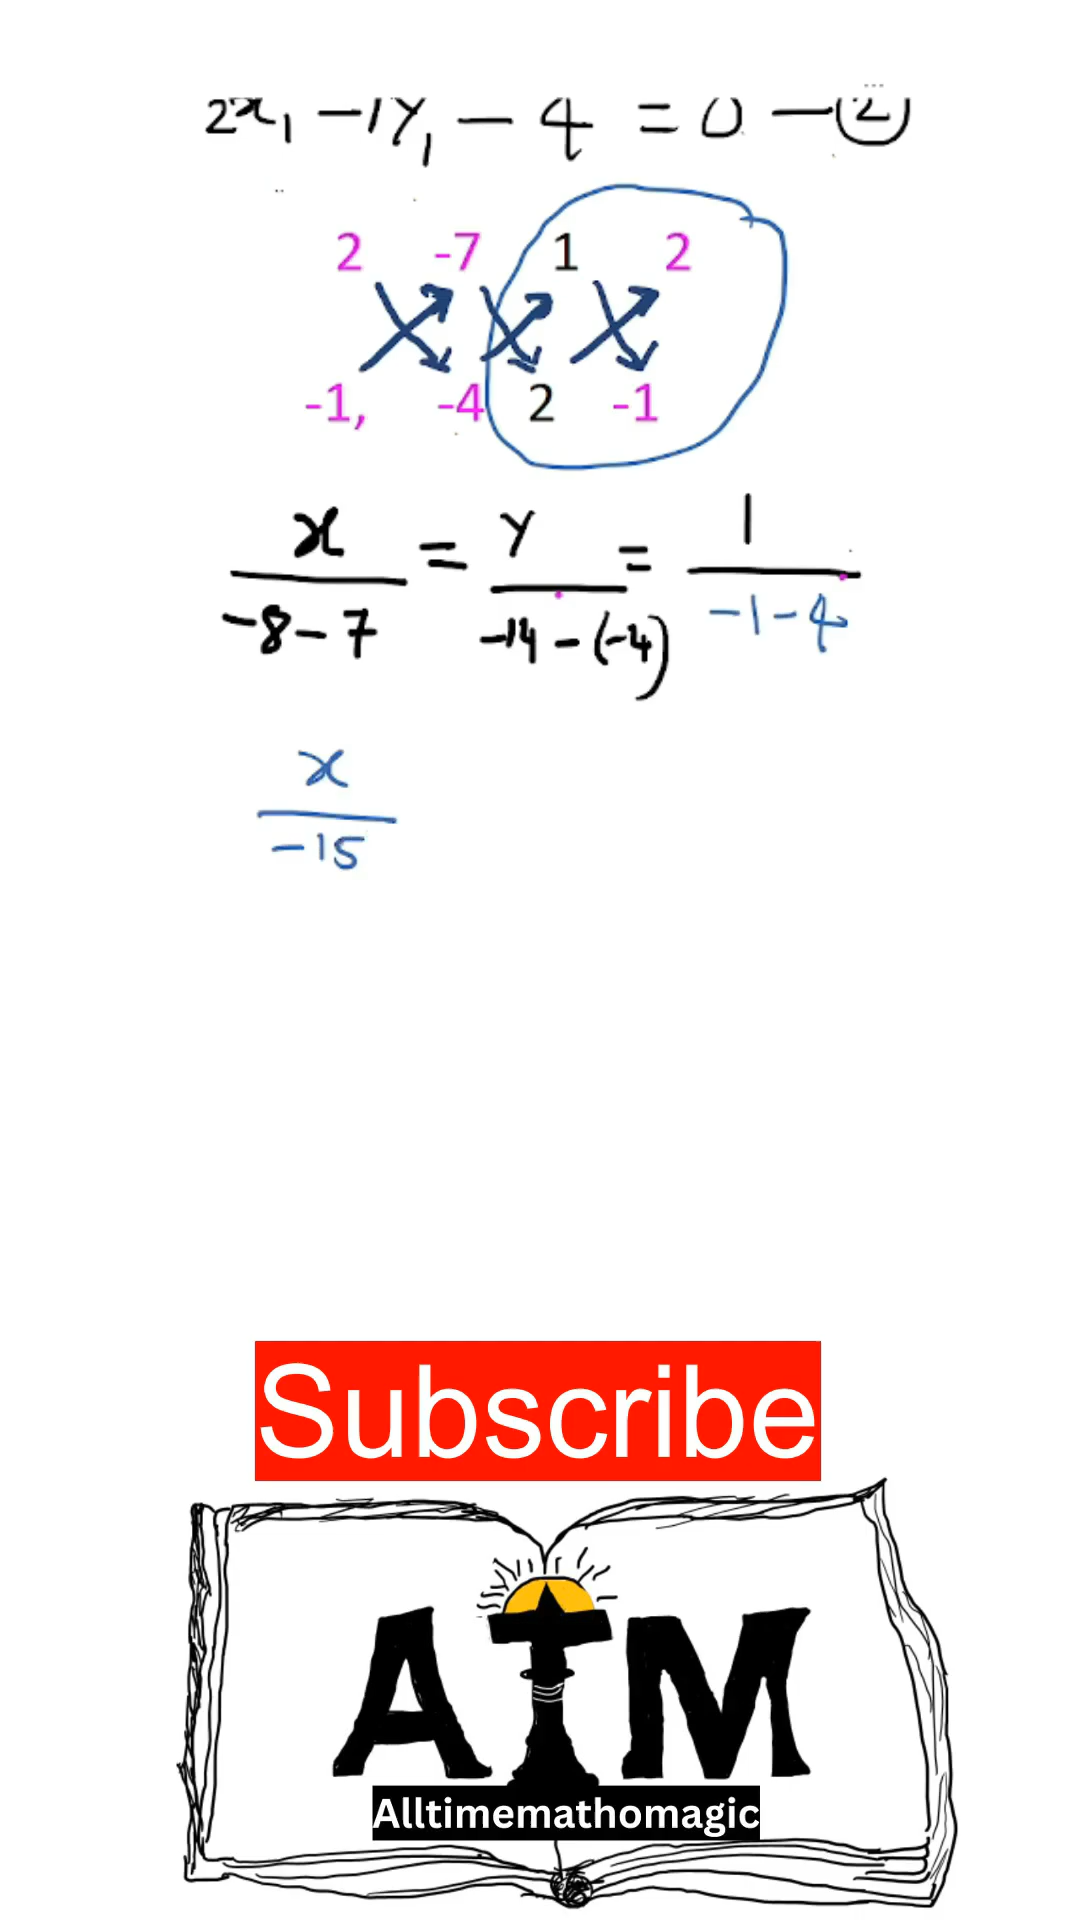 2x₁ - 1y₁ - 4 = 0 - ②
2 -7 1 2
-1, -4 2 -1
x = y = 1
-8 - 7 -14 - (-4) -1 - 4
x
-15
Subscribe
ATM
Alltimemathomagic